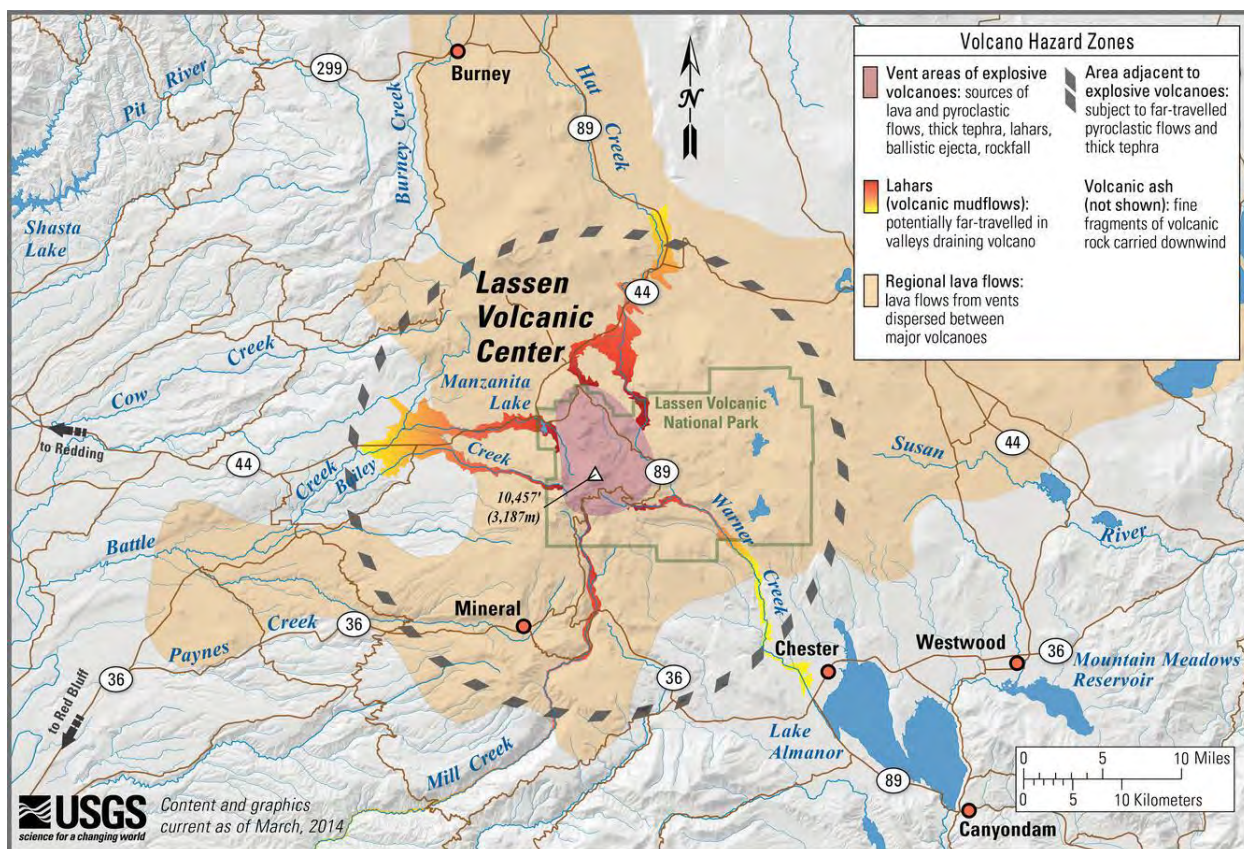 Volcano Hazard Zones
Vent areas of explosive
volcanoes: sources of
lava and pyroclastic
flows, thick tephra, lahars,
ballistic ejecta, rockfall
Lahars
(volcanic mudflows):
potentially far-travelled in
valleys draining volcano
Regional lava flows:
lava flows from vents
dispersed between
major volcanoes
Area adjacent to
explosive volcanoes:
subject to far-travelled
pyroclastic flows and
thick tephra
Volcanic ash
(not shown): fine
fragments of volcanic
rock carried downwind
299
Burney
Pit River
Burney Creek
Hat Creek
89
N
Shasta
Lake
Lassen
Volcanic
Center
44
Manzanita
Lake
Lassen Volcanic
National Park
Cow Creek
to Redding
44
Creek
Bailey Creek
89
10,457'
(3,187m)
Warner Creek
Susan River
44
Battle
Creek
Mineral
36
Paynes
36
to Red Bluff
36
Chester
Westwood
36
Mountain Meadows
Reservoir
Lake
Almanor
Mill Creek
89
Canyondam
0 5 10 Miles
0 5 10 Kilometers
USGS
science for a changing world
Content and graphics
current as of March, 2014